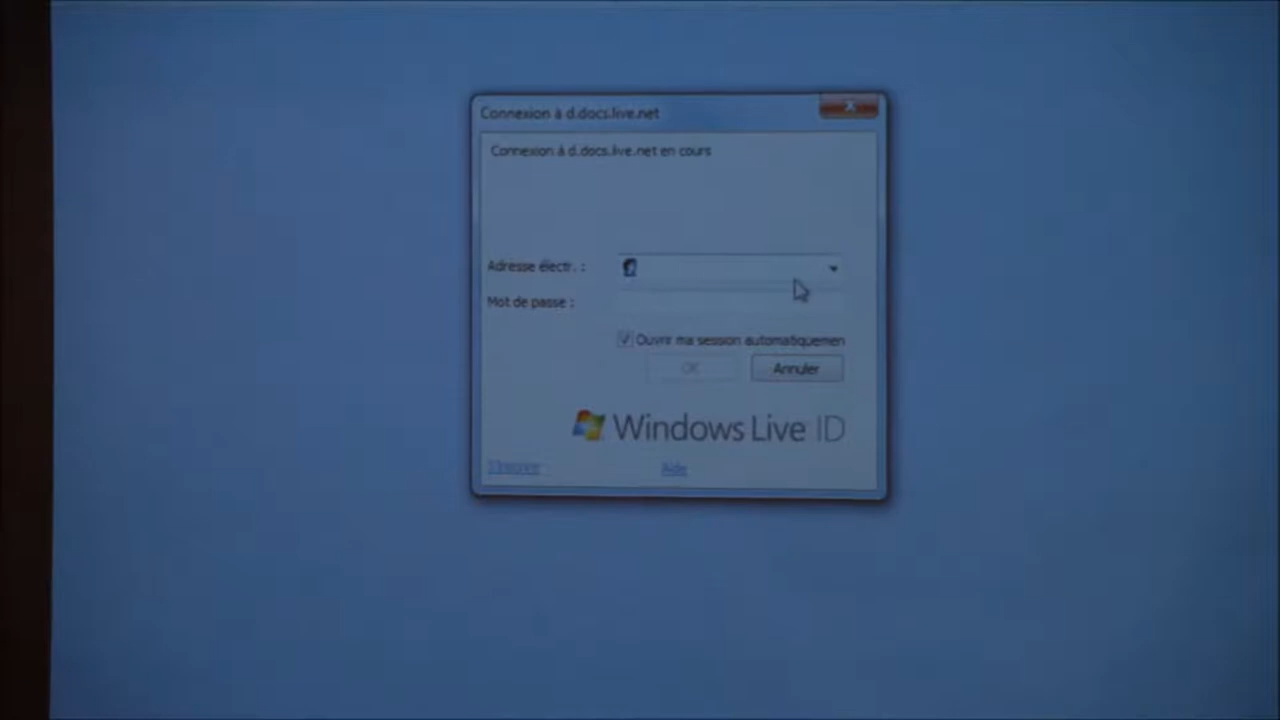 Connexion à d.docs.live.net
Connexion à d.docs.live.net en cours
Adresse électr. :
Mot de passe :
Ouvrir ma session automatiquemen
OK
Annuler
Windows Live ID
S'inscrire
Aide